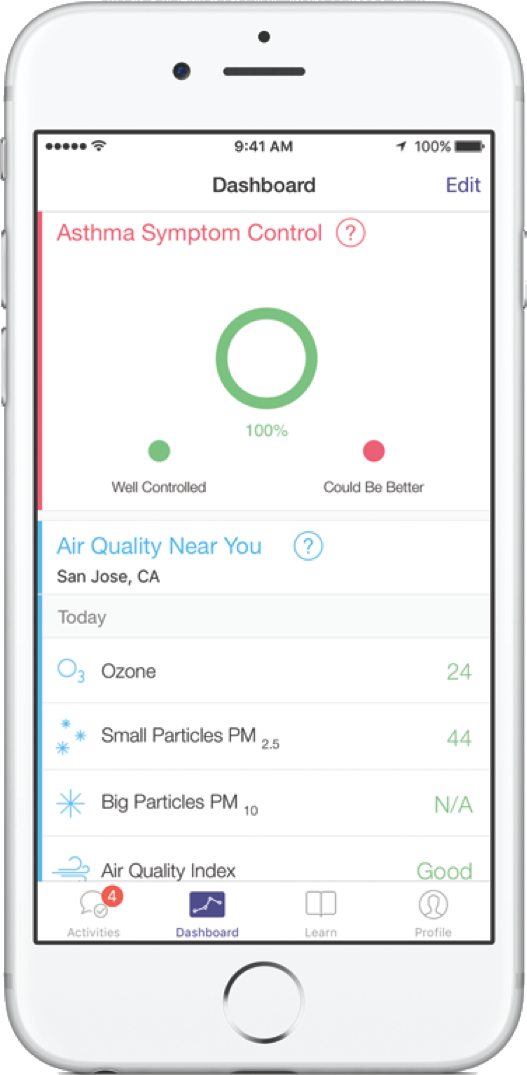 9:41 AM
100%
Dashboard
Edit
Asthma Symptom Control ?
100%
Well Controlled
Could Be Better
Air Quality Near You ?
San Jose, CA
Today
O3 Ozone 24
Small Particles PM 2.5 44
Big Particles PM 10 N/A
Air Quality Index Good
4
Activities
Dashboard
Learn
Profile